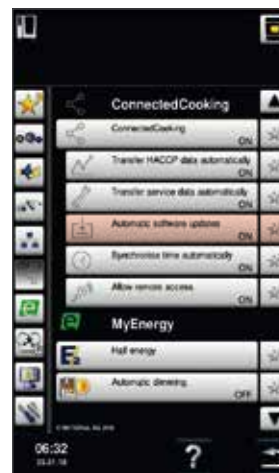 ConnectedCooking
ConnectedCooking
ON
Transfer HACCP data automatically
ON
Transfer service data automatically
ON
Automatic software updates
ON
Synchronise time automatically
ON
Allow remote access
ON
MyEnergy
Half energy
Automatic dimming
OFF
06:32
?